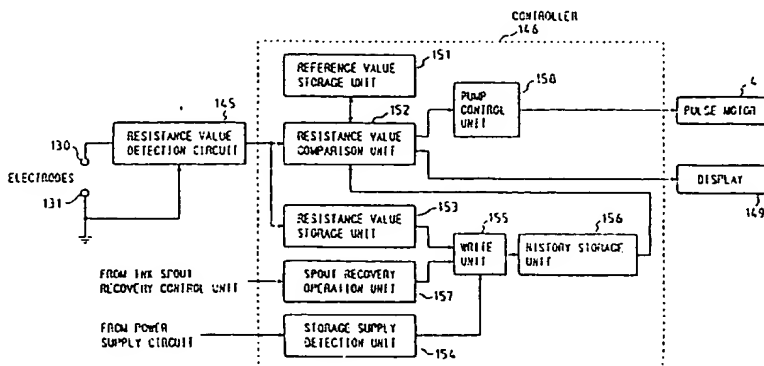 CONTROLLER
146
151
REFERENCE VALUE
STORAGE UNIT
158
PUMP
CONTROL
UNIT
4
PULSE MOTOR
145
RESISTANCE VALUE
DETECTION CIRCUIT
152
RESISTANCE VALUE
COMPARISON UNIT
130
ELECTRODES
131
DISPLAY
149
153
RESISTANCE VALUE
STORAGE UNIT
155
WRITE
UNIT
156
HISTORY STORAGE
UNIT
FROM INK SPOUT
RECOVERY CONTROL UNIT
SPOUT RECOVERY
OPERATION UNIT
157
FROM POWER
SUPPLY CIRCUIT
STORAGE SUPPLY
DETECTION UNIT
154